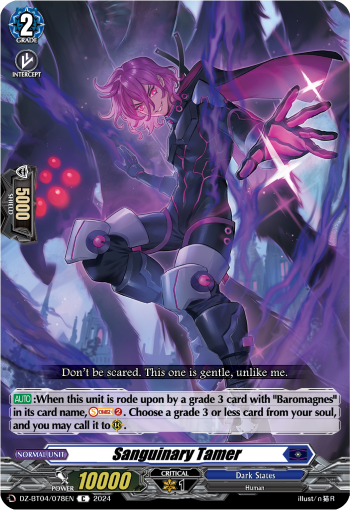 2
GRADE
INTERCEPT
5000
SHIELD
Don't be scared. This one is gentle, unlike me.
AUTO:When this unit is rode upon by a grade 3 card with "Baromagnes"
in its card name, 2. Choose a grade 3 or less card from your soul,
and you may call it to R.
NORMAL UNIT
Sanguinary Tamer
POWER 10000
CRITICAL
1
Dark States
Human
DZ-BT04/078EN C 2024
illust/n猫R